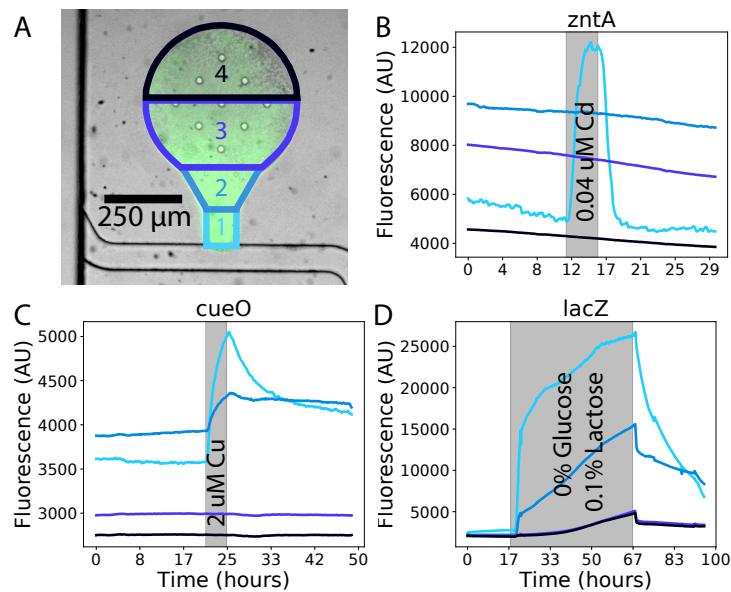 A
4
3
2
1
250 µm
B
zntA
Fluorescence (AU)
12000
10000
8000
6000
4000
0.04 uM Cd
0 4 8 12 16 21 25 29
C
cueO
Fluorescence (AU)
5000
4500
4000
3500
3000
2 uM Cu
0 8 17 25 33 42 50
Time (hours)
D
lacZ
Fluorescence (AU)
25000
20000
15000
10000
5000
0% Glucose
0.1% Lactose
0 17 33 50 67 83 100
Time (hours)